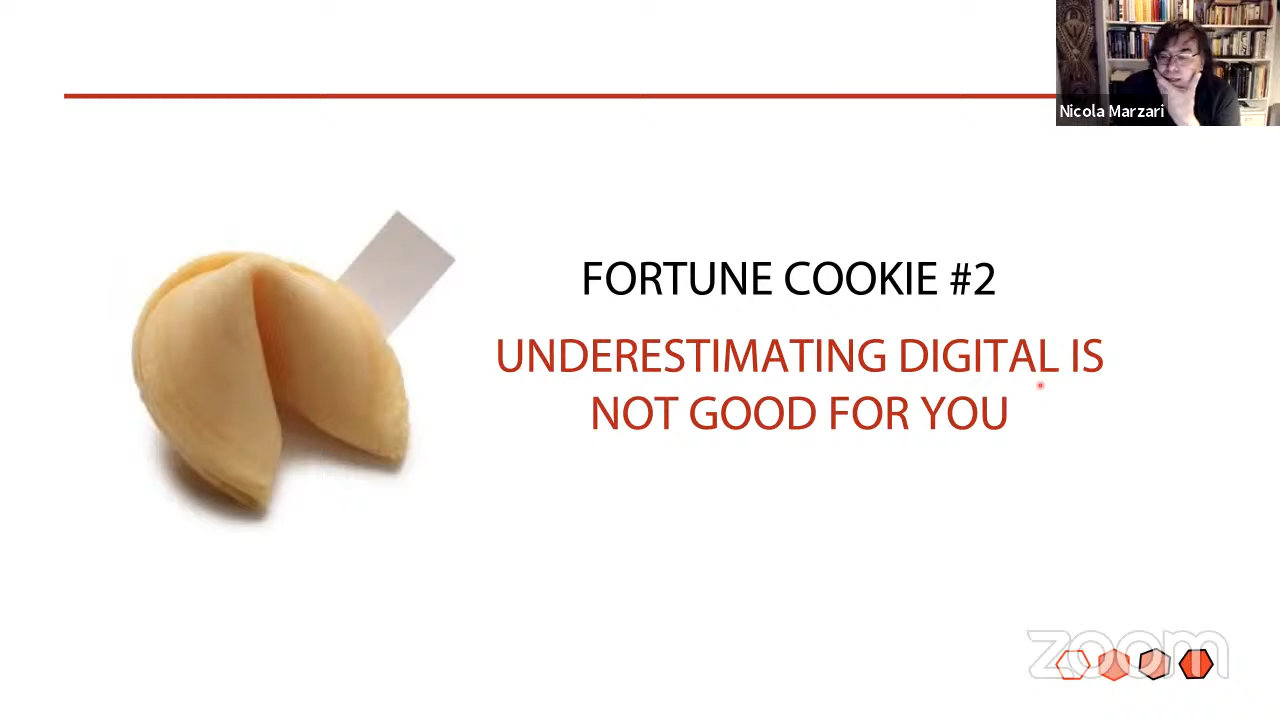 Nicola Marzari
FORTUNE COOKIE #2
UNDERESTIMATING DIGITAL IS
NOT GOOD FOR YOU
zoom